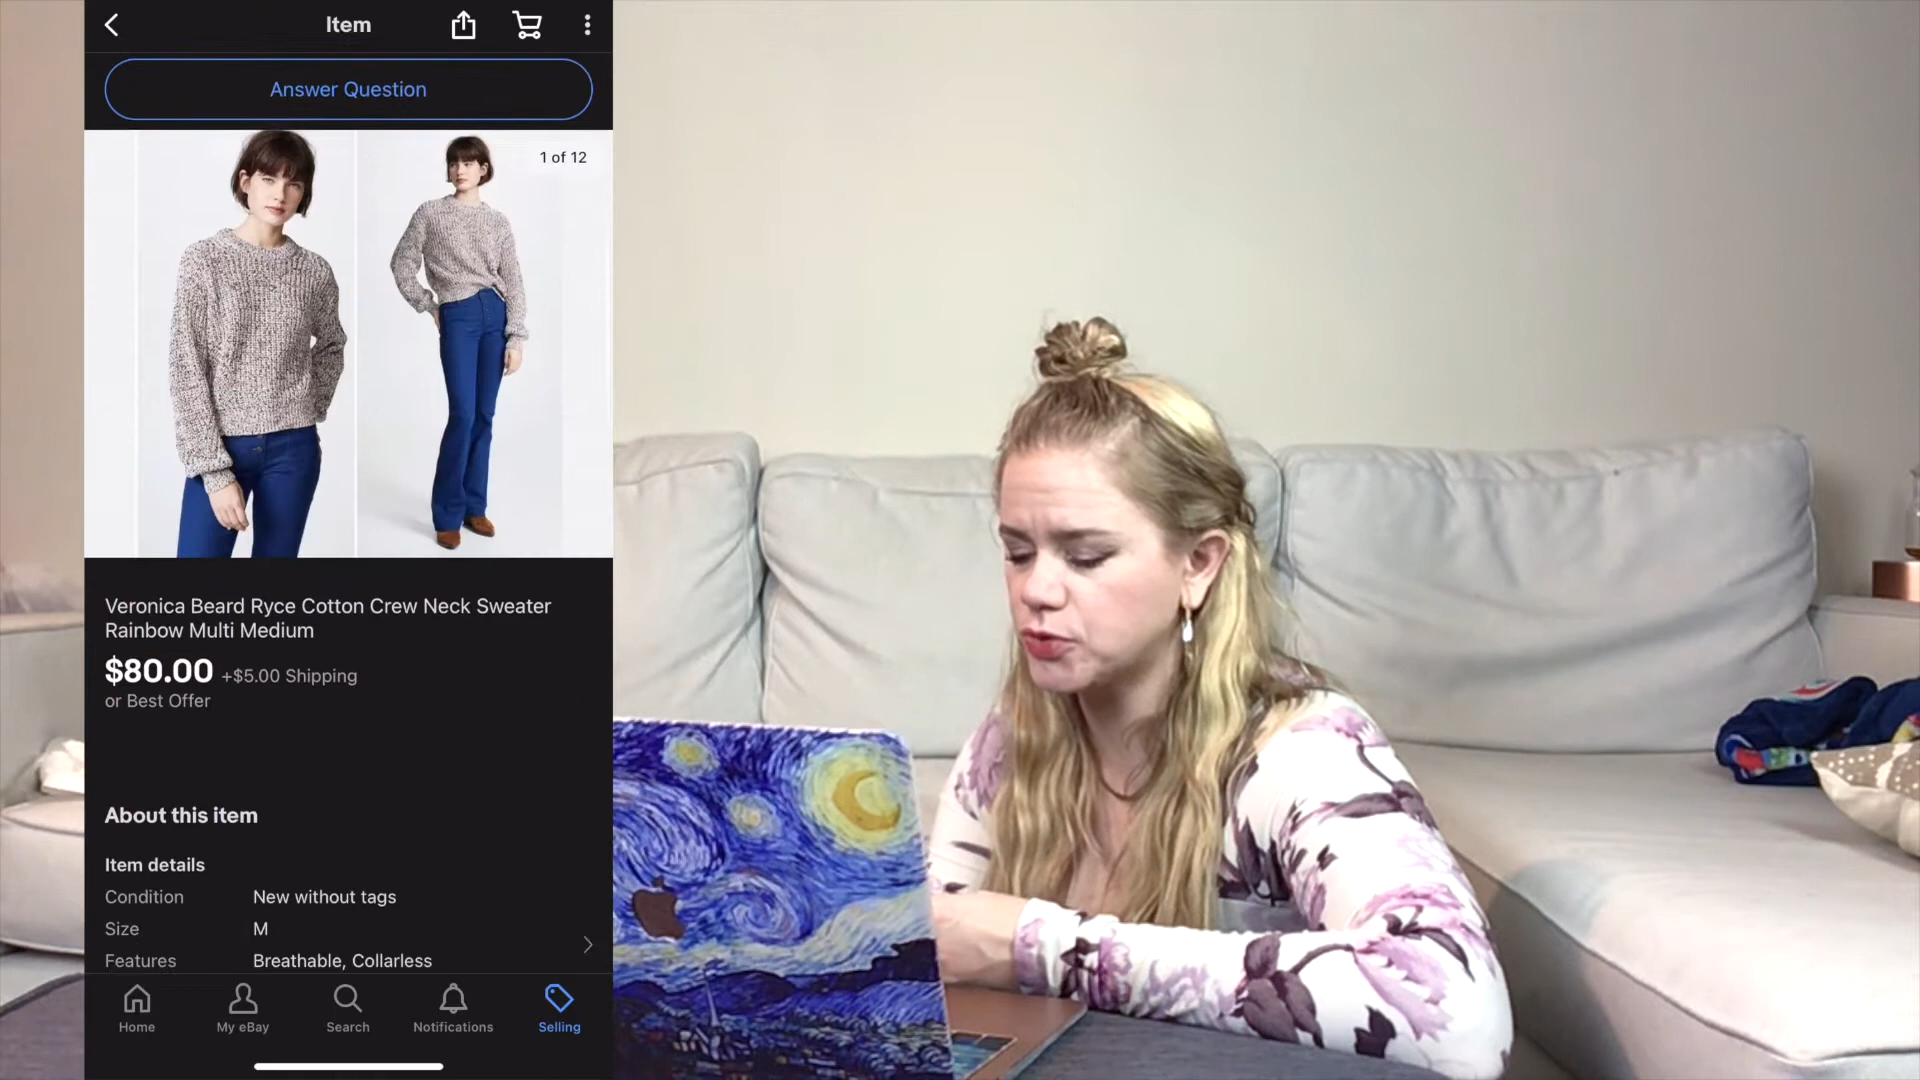 Item
Answer Question
1 of 12
Veronica Beard Ryce Cotton Crew Neck Sweater
Rainbow Multi Medium
$80.00 +$5.00 Shipping
or Best Offer
About this item
Item details
Condition New without tags
Size M
Features Breathable, Collarless
Home My eBay Search Notifications Selling